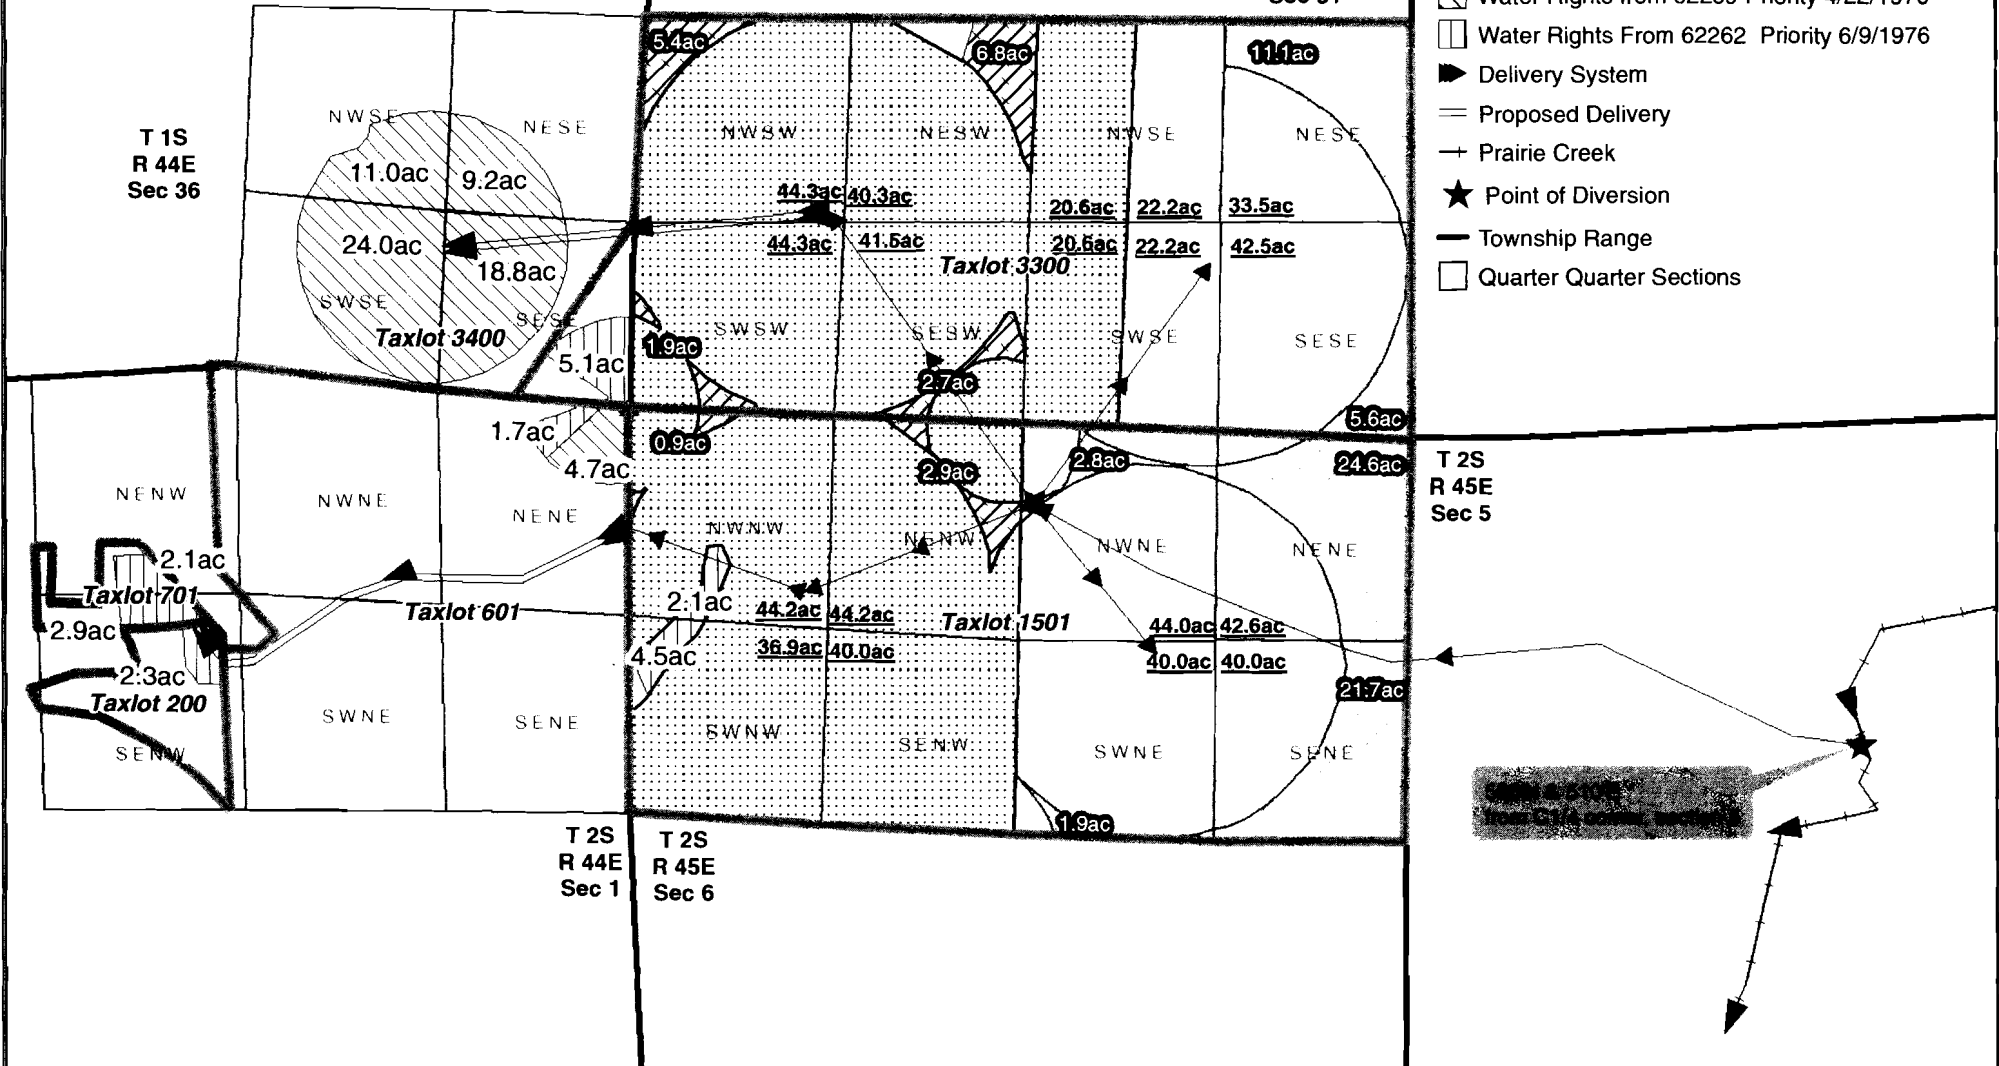 Water Rights From 62262 Priority 6/9/1976
Delivery System
Proposed Delivery
Prairie Creek
Point of Diversion
Township Range
Quarter Quarter Sections
T 1S
R 44E
Sec 36
NWSE
NESE
11.0ac
9.2ac
24.0ac
18.8ac
SWSE
SESE
Taxlot 3400
5.1ac
5.4ac
6.8ac
11.1ac
NWSW
NESW
NWSE
NESE
44.3ac
40.3ac
20.6ac
22.2ac
33.5ac
44.3ac
41.5ac
20.6ac
22.2ac
42.5ac
Taxlot 3300
SWSW
SESW
SWSE
SESE
1.9ac
2.7ac
5.6ac
1.7ac
4.7ac
0.9ac
2.9ac
2.8ac
24.6ac
T 2S
R 45E
Sec 5
NENW
NWNE
NENE
NWNW
NENW
NWNE
NENE
2.1ac
Taxlot 701
Taxlot 601
2.9ac
2.3ac
Taxlot 200
2.1ac
44.2ac
44.2ac
Taxlot 1501
44.0ac
42.6ac
4.5ac
36.9ac
40.0ac
40.0ac
40.0ac
21.7ac
SENW
SWNE
SENE
SWNW
SENW
SWNE
SENE
1.9ac
T 2S
R 44E
Sec 1
T 2S
R 45E
Sec 6
from C1/4 corner, section